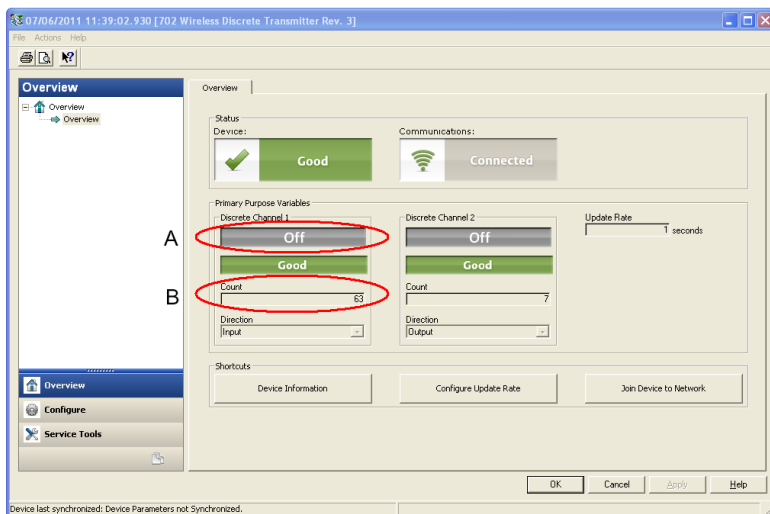 07/06/2011 11:39:02.930 [702 Wireless Discrete Transmitter Rev. 3]
File Actions Help
Overview
Overview
Overview
Overview
Configure
Service Tools
Overview
Status
Device: Communications:
Good Connected
Primary Purpose Variables
Discrete Channel 1 Discrete Channel 2 Update Rate
1 seconds
A Off Off
Good Good
Count Count
B 63 7
Direction Direction
Input Output
Shortcuts
Device Information Configure Update Rate Join Device to Network
OK Cancel Apply Help
Device last synchronized: Device Parameters not Synchronized.